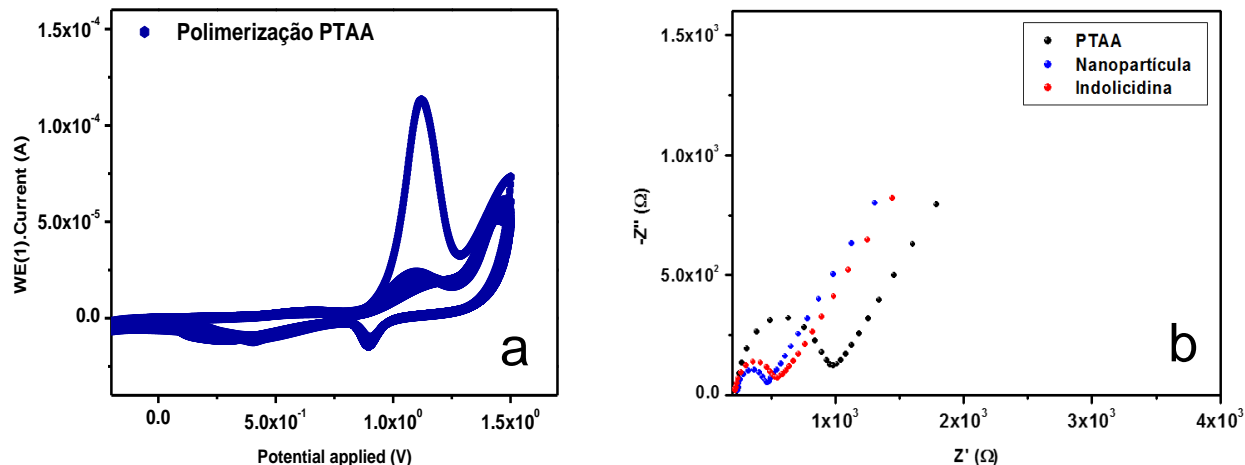 Polimerização PTAA
WE(1).Current (A)
1.5x10⁻⁴
1.0x10⁻⁴
5.0x10⁻⁵
0.0
0.0
5.0x10⁻¹
1.0x10⁰
1.5x10⁰
Potential applied (V)
a
PTAA
Nanopartícula
Indolicidina
-Z'' (Ω)
1.5x10³
1.0x10³
5.0x10²
0.0
1x10³
2x10³
3x10³
4x10³
Z' (Ω)
b